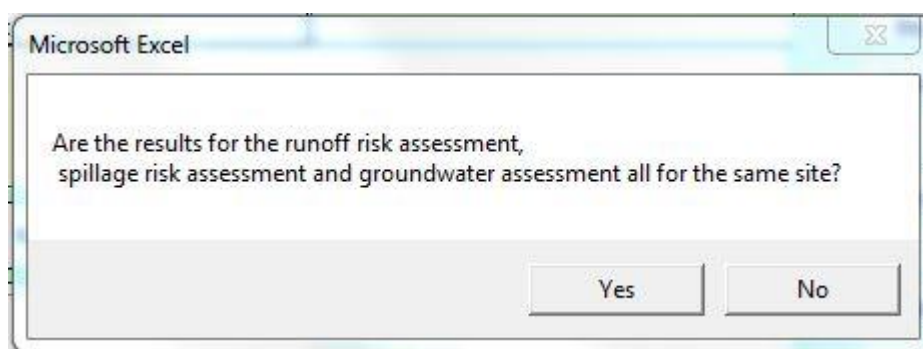 Microsoft Excel
Are the results for the runoff risk assessment,
spillage risk assessment and groundwater assessment all for the same site?
Yes
No